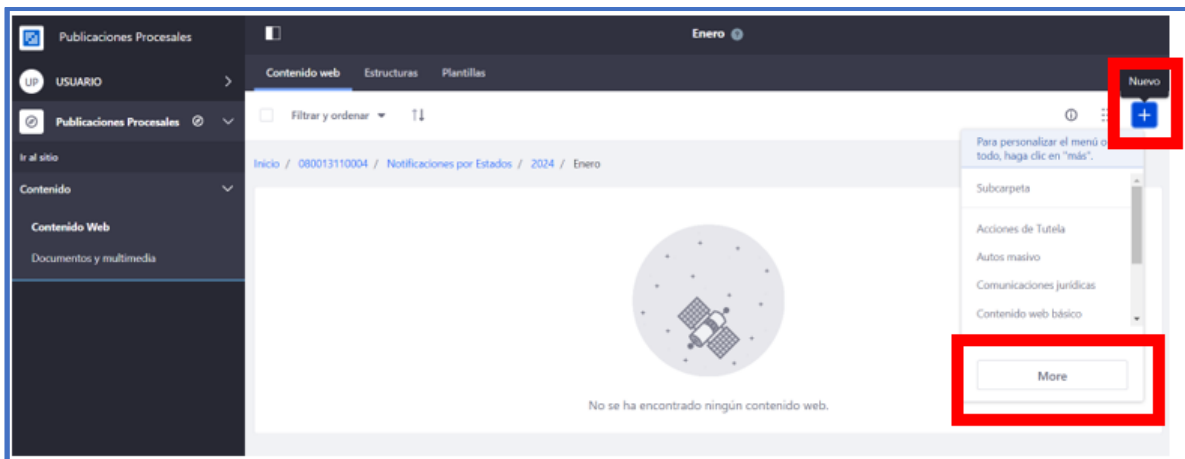 Publicaciones Procesales
UP USUARIO
Publicaciones Procesales
Ir al sitio
Contenido
Contenido Web
Documentos y multimedia
Enero
Contenido web Estructuras Plantillas
Nuevo
Filtrar y ordenar
Inicio / 080013110004 / Notificaciones por Estados / 2024 / Enero
Para personalizar el menú o
todo, haga clic en "más".
Subcarpeta
Acciones de Tutela
Autos masivo
Comunicaciones jurídicas
Contenido web básico
More
No se ha encontrado ningún contenido web.